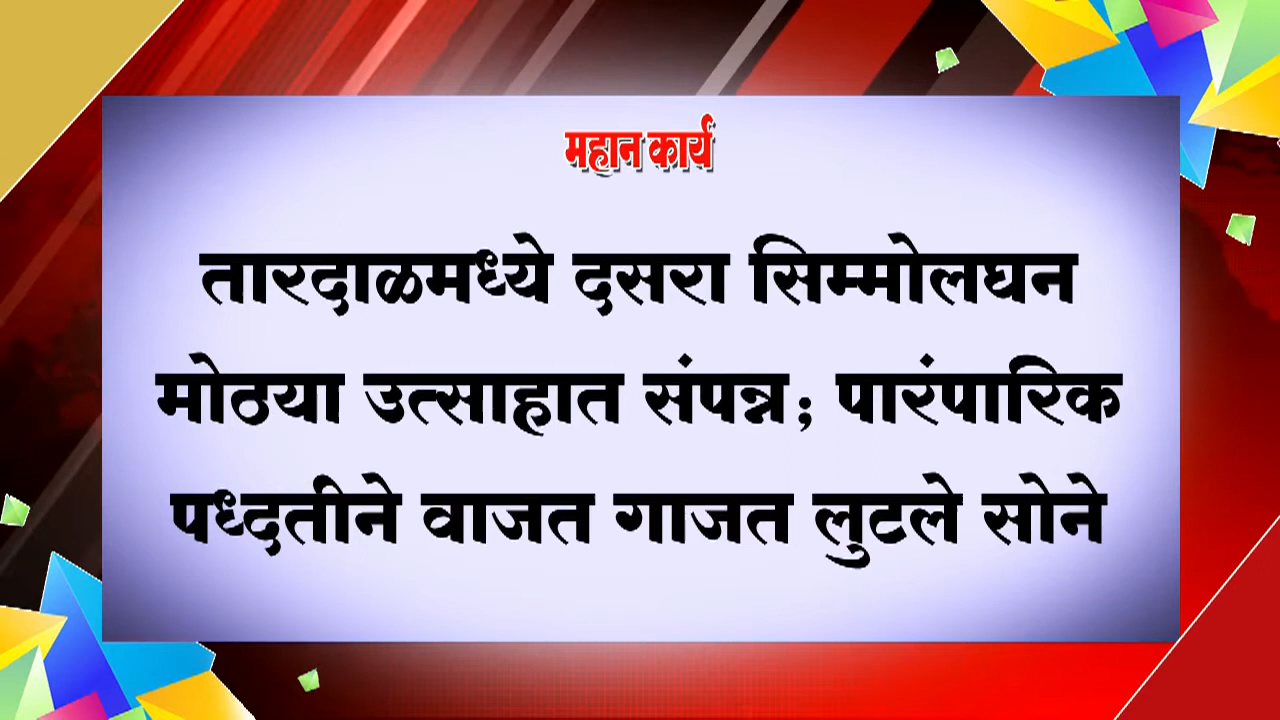 महान कार्य
तारदाळमध्ये दसरा सिम्मोलघन
मोठया उत्साहात संपन्न; पारंपारिक
पध्दतीने वाजत गाजत लुटले सोने